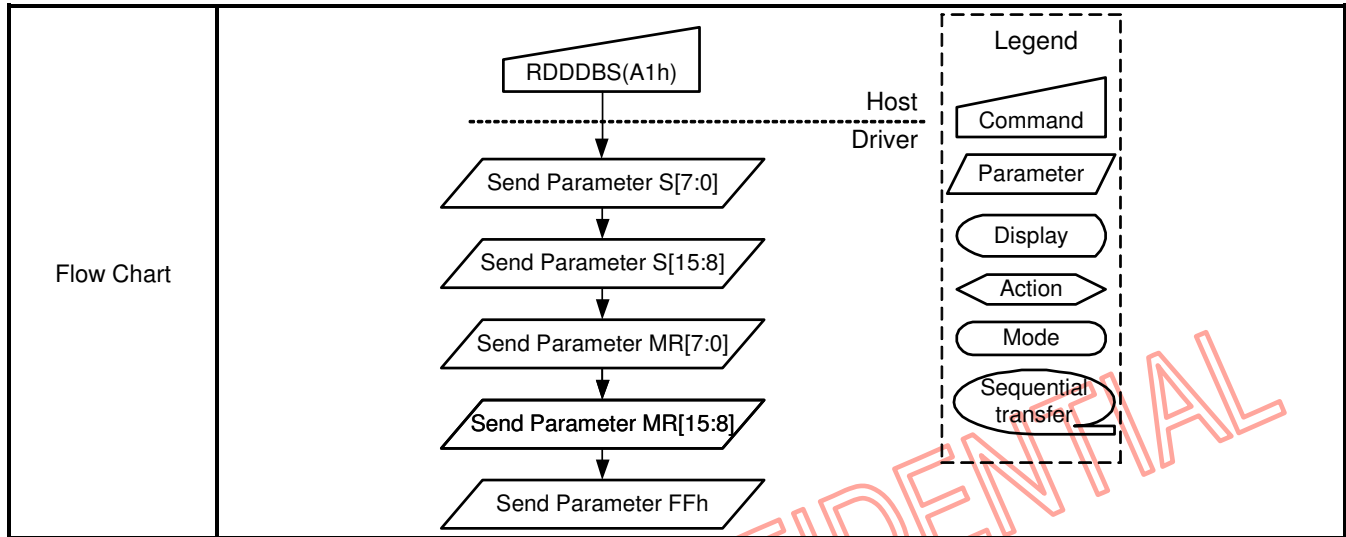 Flow Chart
RDDDBS(A1h)
Host
Driver
Send Parameter S[7:0]
Send Parameter S[15:8]
Send Parameter MR[7:0]
Send Parameter MR[15:8]
Send Parameter FFh
Legend
Command
Parameter
Display
Action
Mode
Sequential
transfer
IDENTIAL